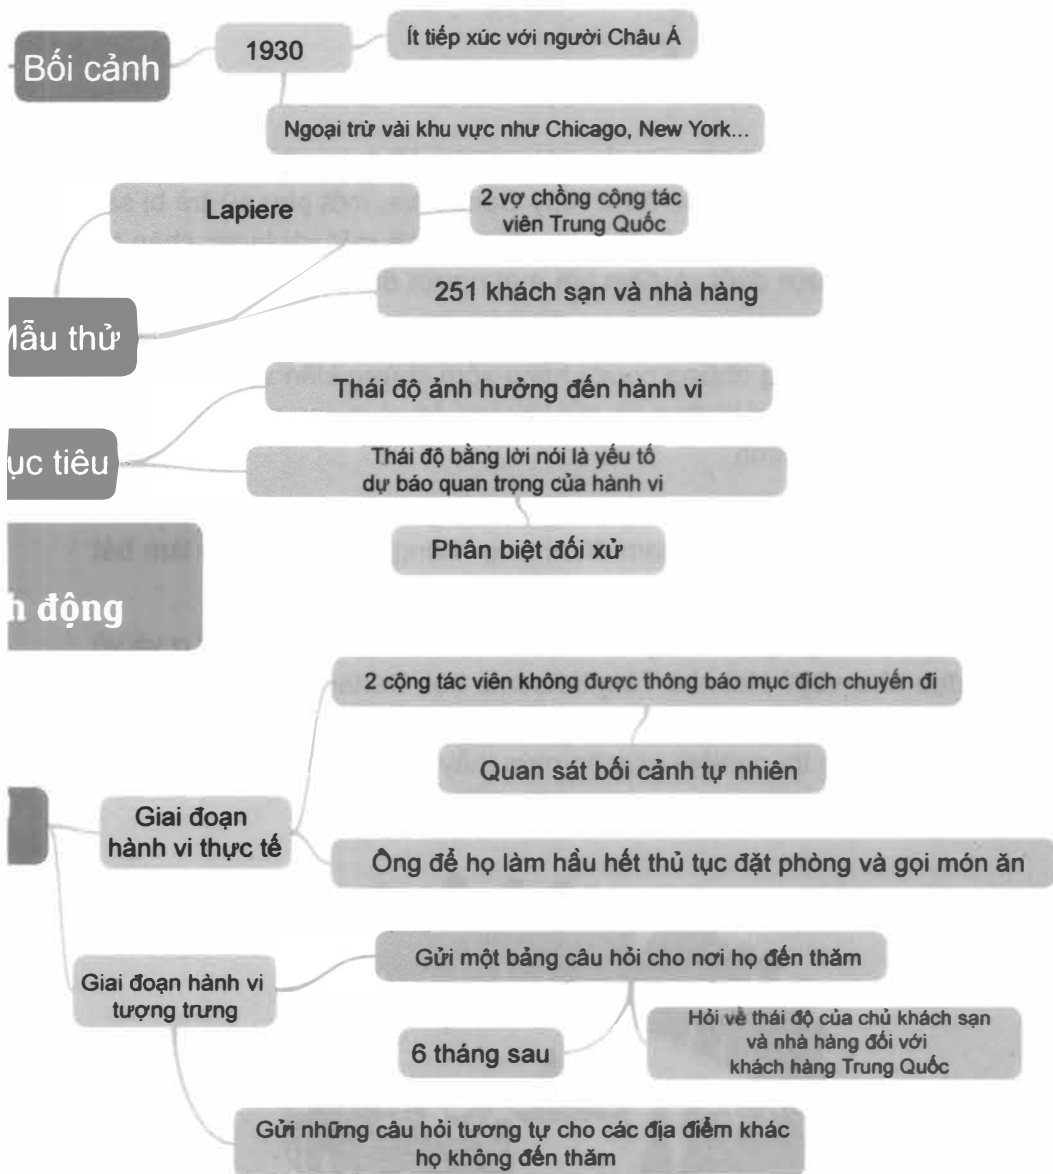 Bối cảnh
1930
Ít tiếp xúc với người Châu Á
Ngoại trừ vài khu vực như Chicago, New York...
Mẫu thử
Lapiere
2 vợ chồng cộng tác
viên Trung Quốc
251 khách sạn và nhà hàng
ục tiêu
Thái độ ảnh hưởng đến hành vi
Thái độ bằng lời nói là yếu tố
dự báo quan trọng của hành vi
Phân biệt đối xử
h động
Giai đoạn
hành vi thực tế
2 cộng tác viên không được thông báo mục đích chuyến đi
Quan sát bối cảnh tự nhiên
Ông để họ làm hầu hết thủ tục đặt phòng và gọi món ăn
Giai đoạn hành vi
tượng trưng
Gửi một bảng câu hỏi cho nơi họ đến thăm
6 tháng sau
Hỏi về thái độ của chủ khách sạn
và nhà hàng đối với
khách hàng Trung Quốc
Gửi những câu hỏi tương tự cho các địa điểm khác
họ không đến thăm